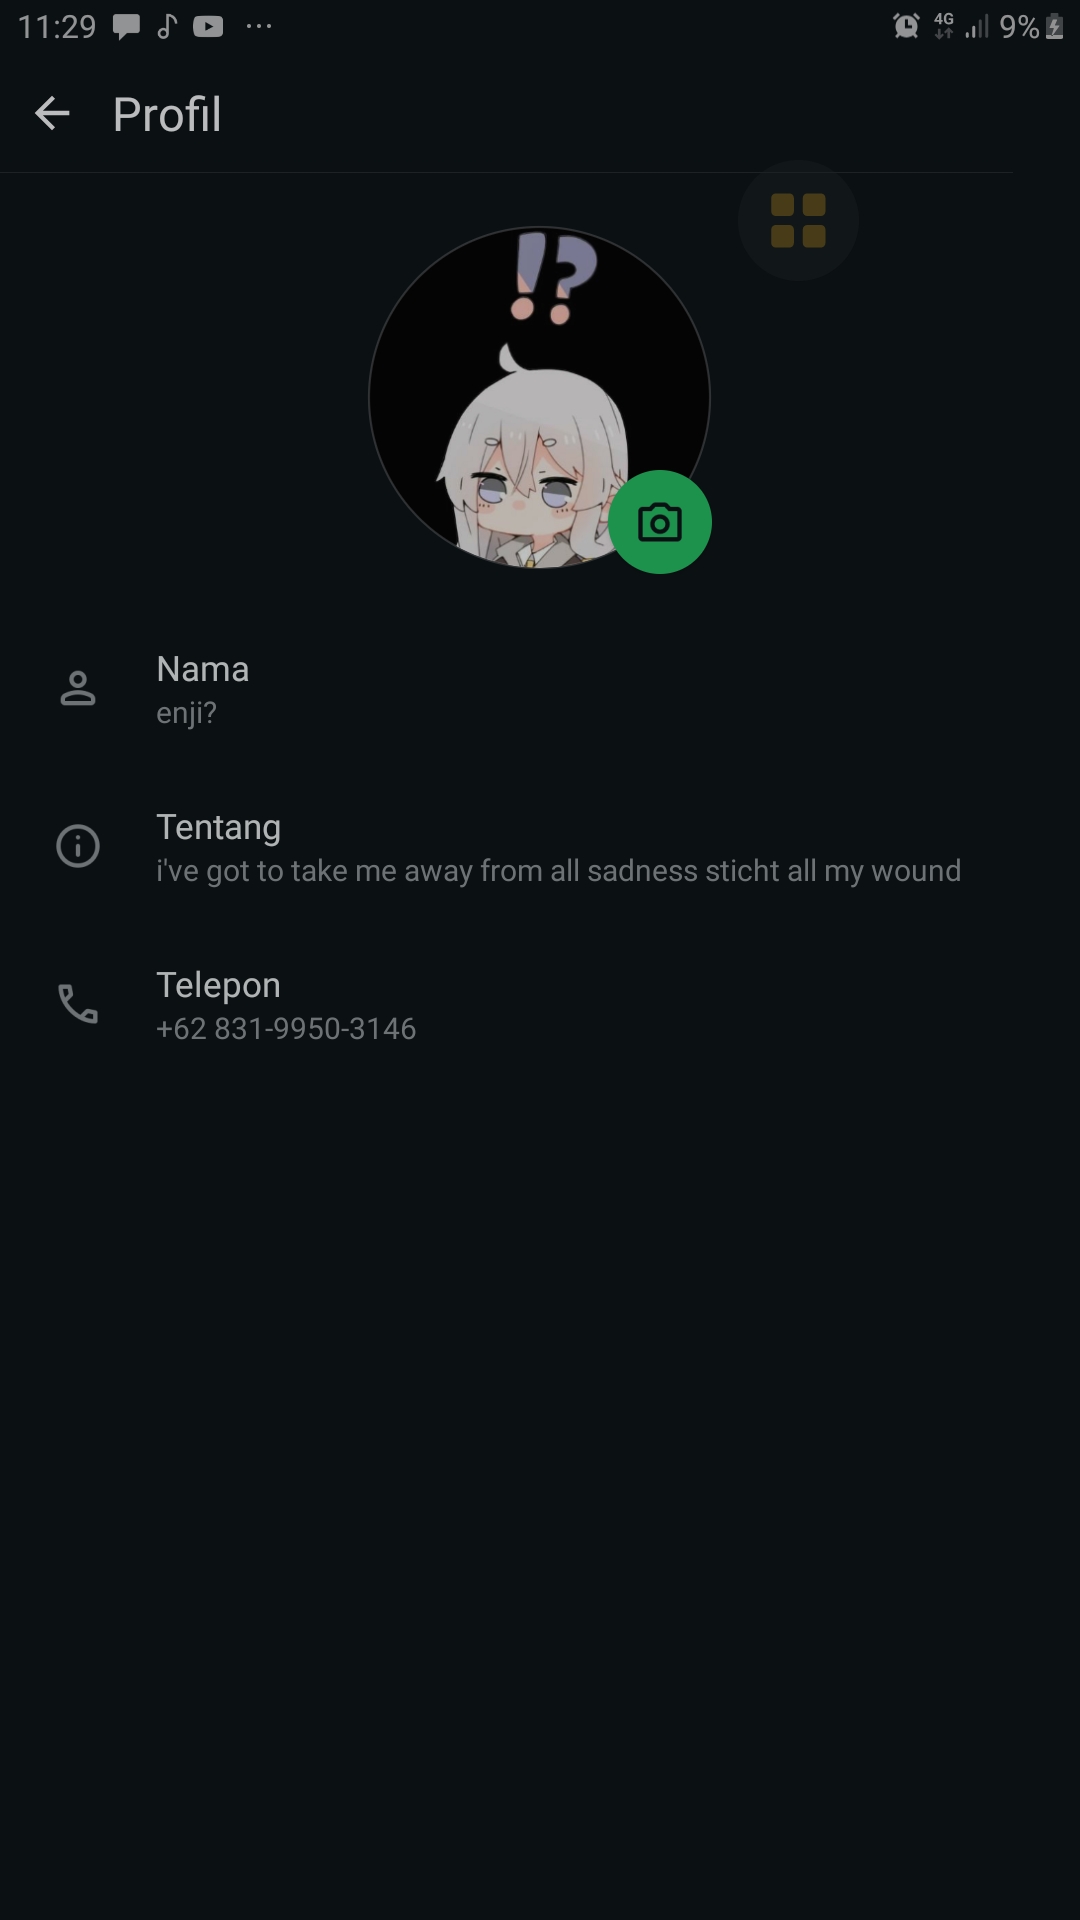 11:29 4G 9%
Profil
!?
Nama
enji?
Tentang
i've got to take me away from all sadness sticht all my wound
Telepon
+62 831-9950-3146